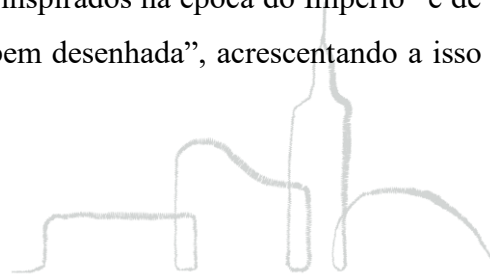 inspirados na época do Império” e de
bem desenhada”, acrescentando a isso